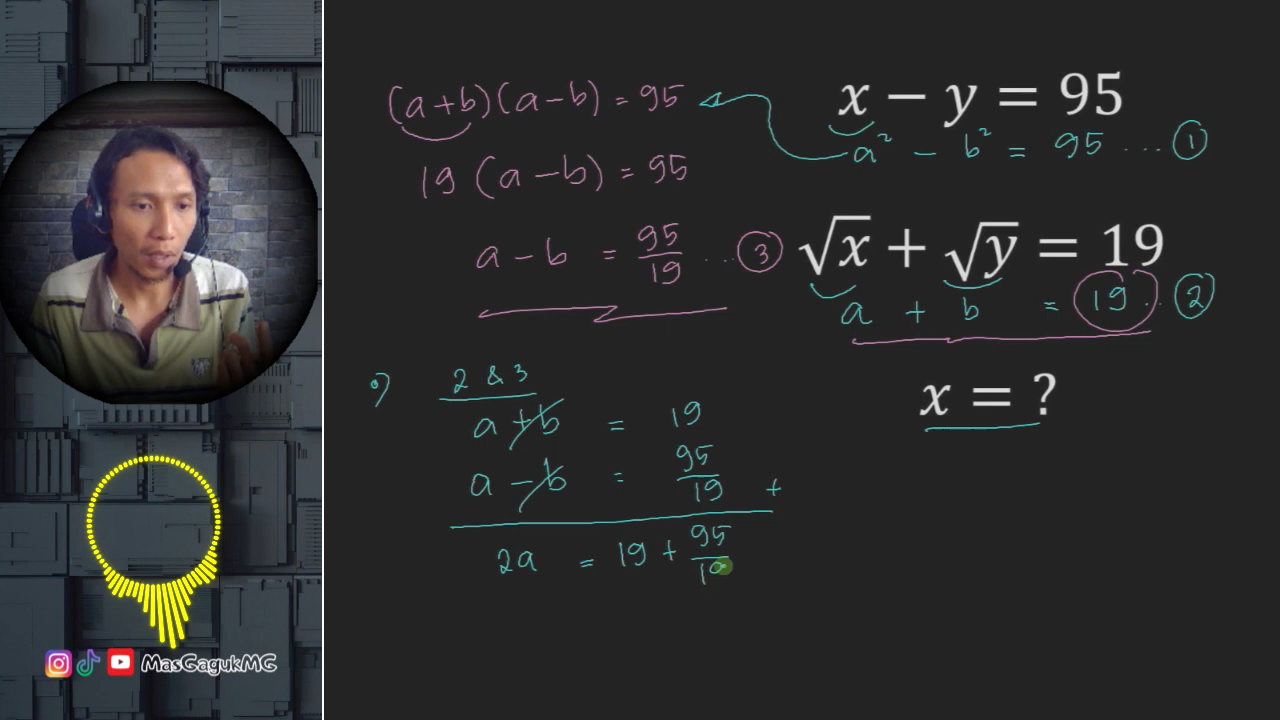 (a+b)(a-b) = 95
19 (a-b) = 95
a - b = 95/19 ... ③
x − y = 95
a² - b² = 95 ... ①
√x + √y = 19
a + b = 19 .. ②
x = ?
2 & 3
a + b = 19
a - b = 95/19 +
2a = 19 + 95/19
MasGagukMG